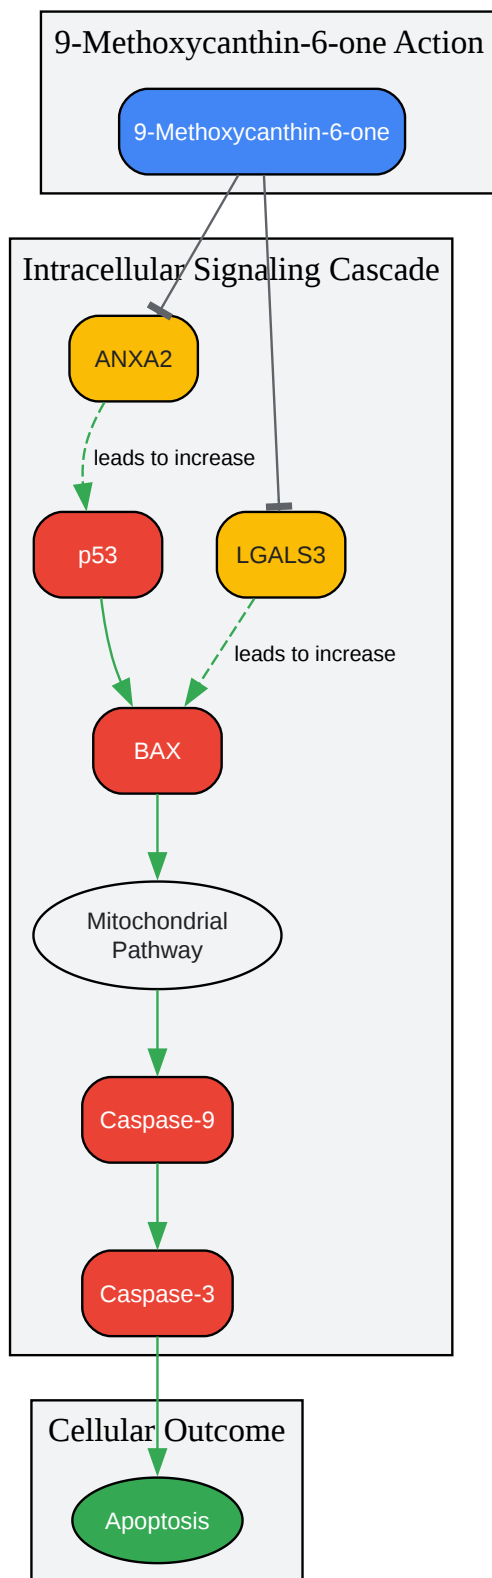 9-Methoxycanthin-6-one Action
9-Methoxycanthin-6-one
Intracellular Signaling Cascade
ANXA2
leads to increase
p53
LGALS3
leads to increase
BAX
Mitochondrial
Pathway
Caspase-9
Caspase-3
Cellular Outcome
Apoptosis